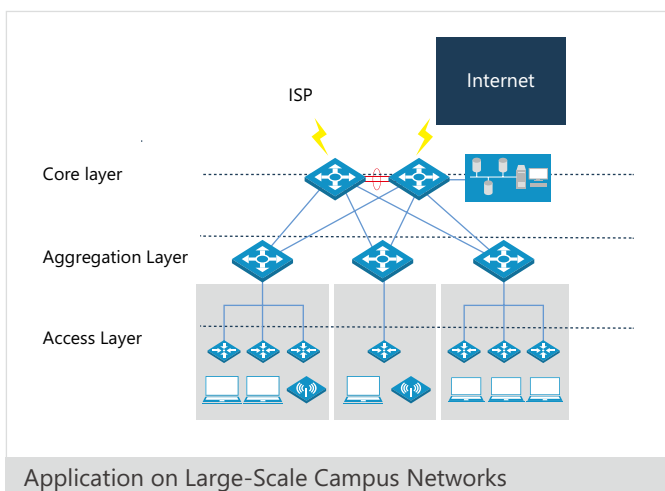 Internet
ISP
Core layer
Aggregation Layer
Access Layer
Application on Large-Scale Campus Networks